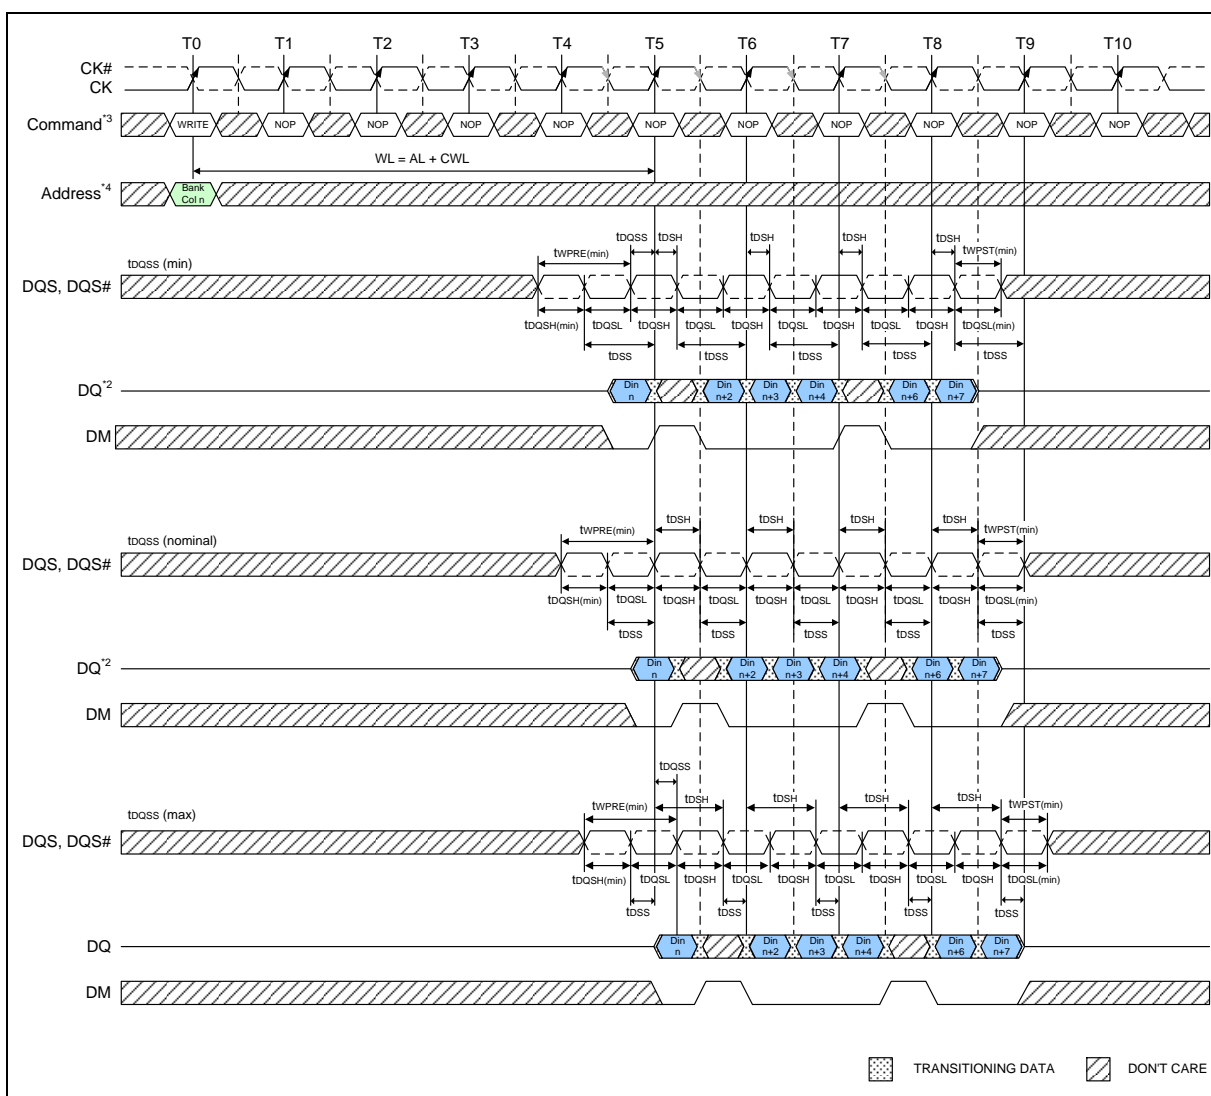 T0 T1 T2 T3 T4 T5 T6 T7 T8 T9 T10
CK#
CK
Command*3 WRITE NOP NOP NOP NOP NOP NOP NOP NOP NOP NOP
WL = AL + CWL
Address*4 Bank Col n
tDQSS tDSH tDSH tDSH tDSH
tWPRE(min) tWPST(min)
tDQSS (min)
DQS, DQS#
tDQSH(min) tDQSL tDQSH tDQSL tDQSH tDQSL tDQSH tDQSL tDQSH tDQSL(min)
tDSS tDSS tDSS tDSS tDSS
DQ*2 Din n Din n+2 Din n+3 Din n+4 Din n+6 Din n+7
DM
tWPRE(min) tDSH tDSH tDSH tDSH tWPST(min)
tDQSS (nominal)
DQS, DQS#
tDQSH(min) tDQSL tDQSH tDQSL tDQSH tDQSL tDQSH tDQSL tDQSH tDQSL(min)
tDSS tDSS tDSS tDSS tDSS
DQ*2 Din n Din n+2 Din n+3 Din n+4 Din n+6 Din n+7
DM
tDQSS
tDQSS (max)
tWPRE(min) tDSH tDSH tDSH tDSH tWPST(min)
DQS, DQS#
tDQSH(min) tDQSL tDQSH tDQSL tDQSH tDQSL tDQSH tDQSL tDQSH tDQSL(min)
tDSS tDSS tDSS tDSS tDSS
DQ Din n Din n+2 Din n+3 Din n+4 Din n+6 Din n+7
DM
TRANSITIONING DATA DON'T CARE